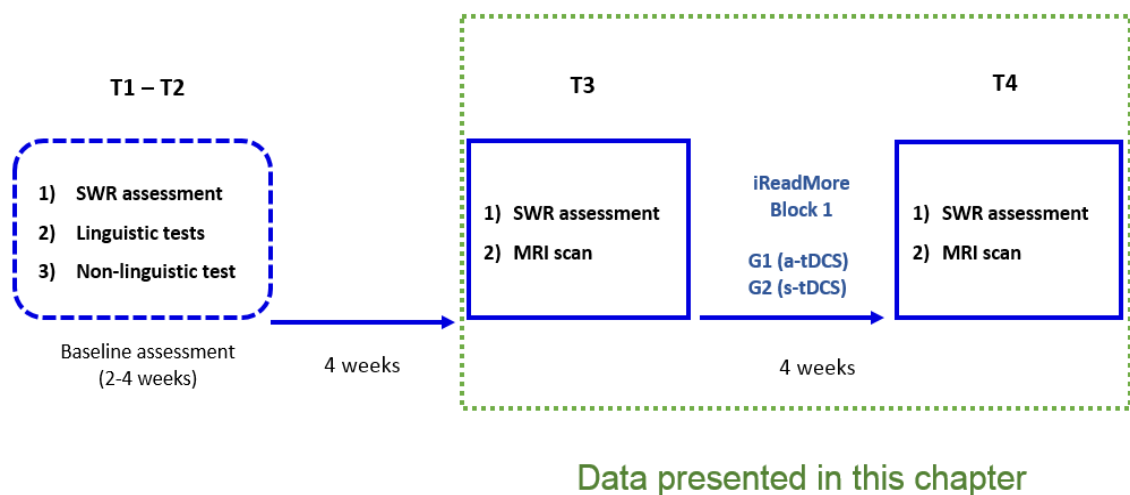 T1 – T2
1) SWR assessment
2) Linguistic tests
3) Non-linguistic test
Baseline assessment
(2-4 weeks)
4 weeks
T3
1) SWR assessment
2) MRI scan
iReadMore
Block 1
G1 (a-tDCS)
G2 (s-tDCS)
4 weeks
T4
1) SWR assessment
2) MRI scan
Data presented in this chapter